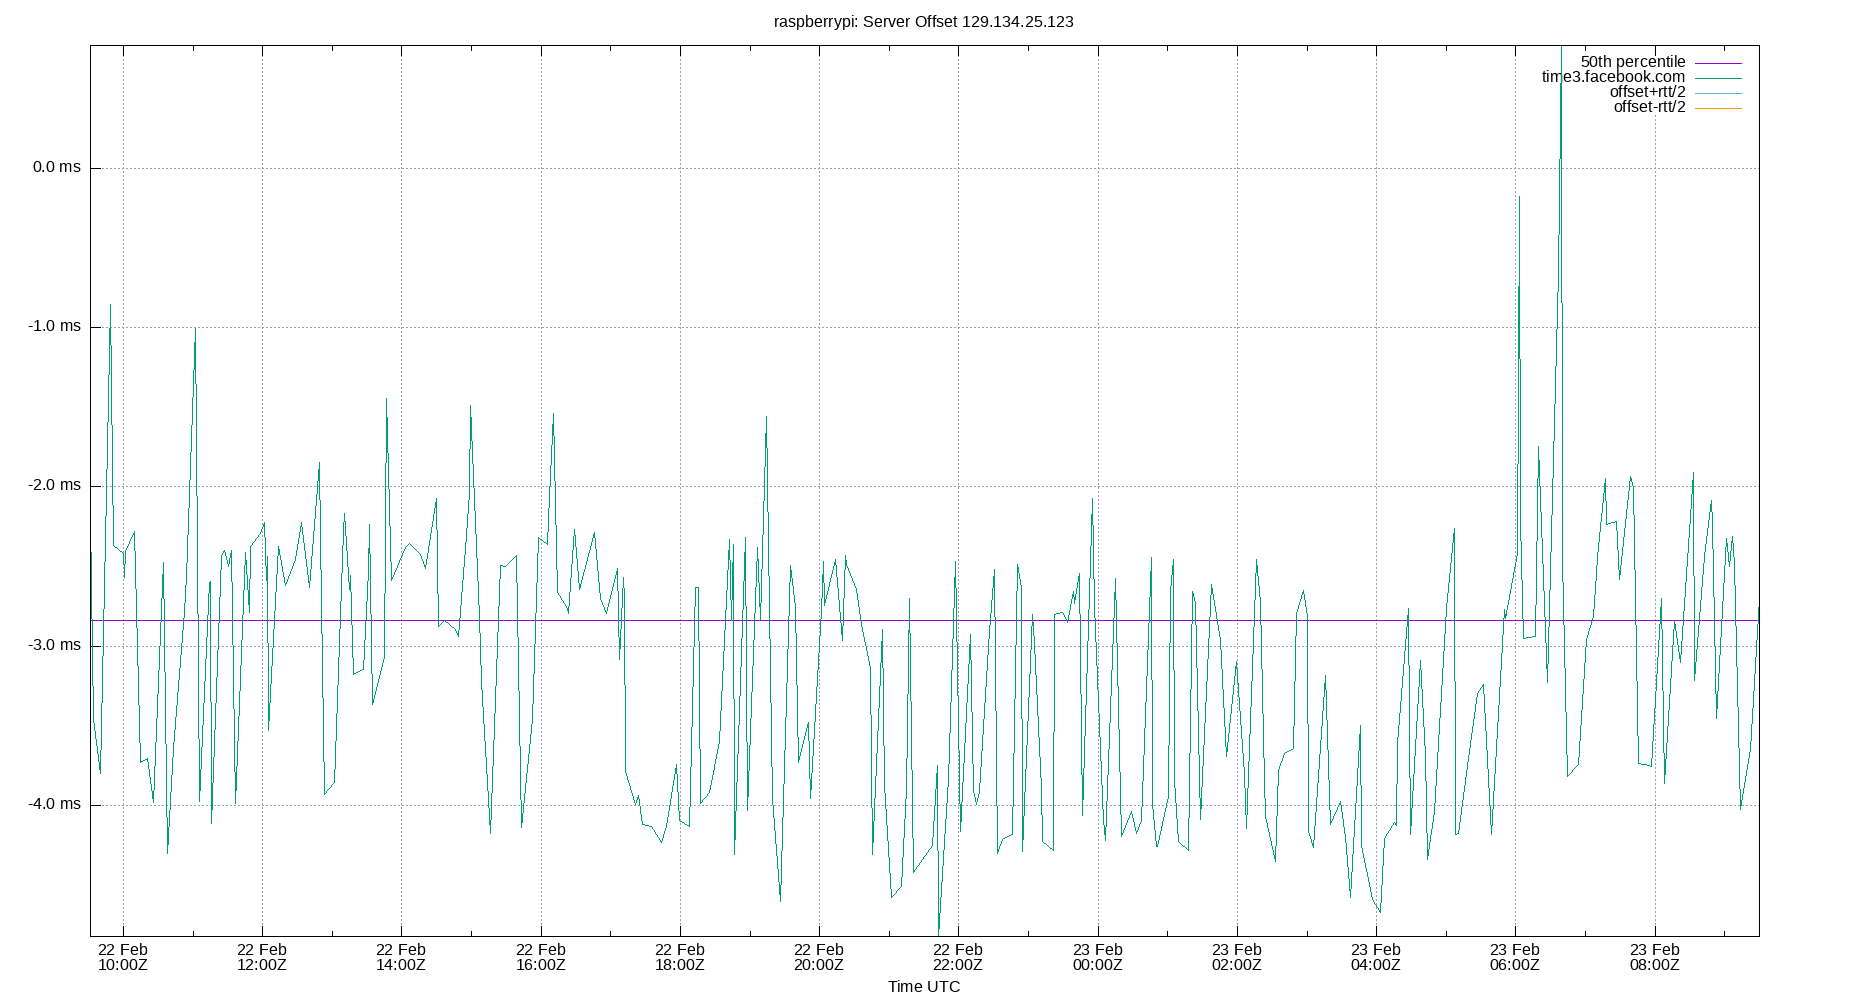 raspberrypi: Server Offset 129.134.25.123
50th percentile
time3.facebook.com
offset+rtt/2
offset-rtt/2
0.0 ms
-1.0 ms
-2.0 ms
-3.0 ms
-4.0 ms
22 Feb 22 Feb 22 Feb 22 Feb 22 Feb 22 Feb 22 Feb 23 Feb 23 Feb 23 Feb 23 Feb 23 Feb
10:00Z 12:00Z 14:00Z 16:00Z 18:00Z 20:00Z 22:00Z 00:00Z 02:00Z 04:00Z 06:00Z 08:00Z
Time UTC